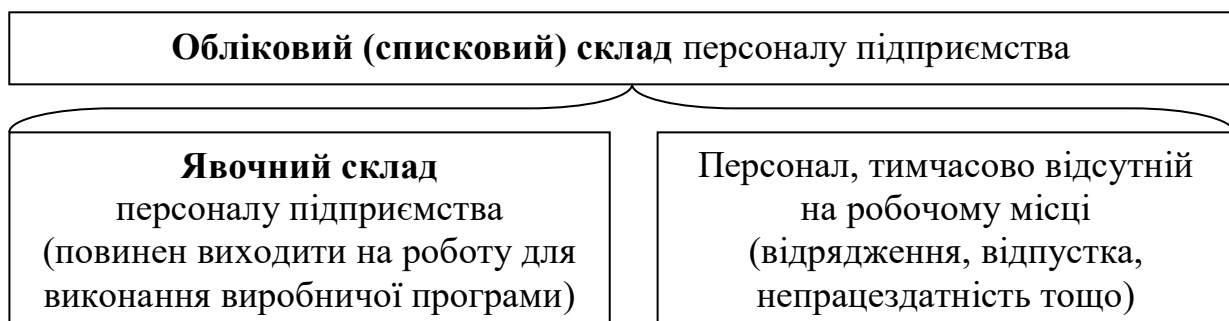 Обліковий (списковий) склад персоналу підприємства
Явочний склад
персоналу підприємства
(повинен виходити на роботу для
виконання виробничої програми)
Персонал, тимчасово відсутній
на робочому місці
(відрядження, відпустка,
непрацездатність тощо)